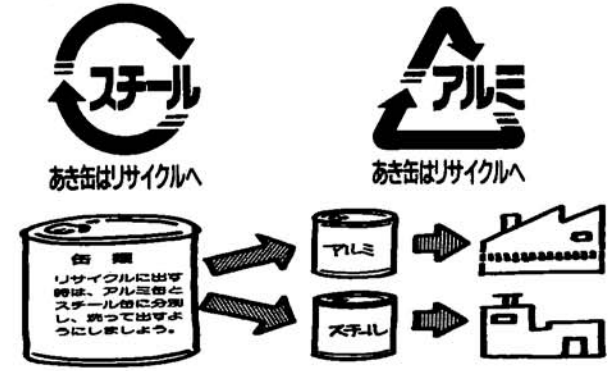 スチール
あき缶はリサイクルへ
アルミ
あき缶はリサイクルへ
缶類
リサイクルに出す
時は、アルミ缶と
スチール缶に分別
し、洗って出すよ
うにしましょう。
アルミ
スチール